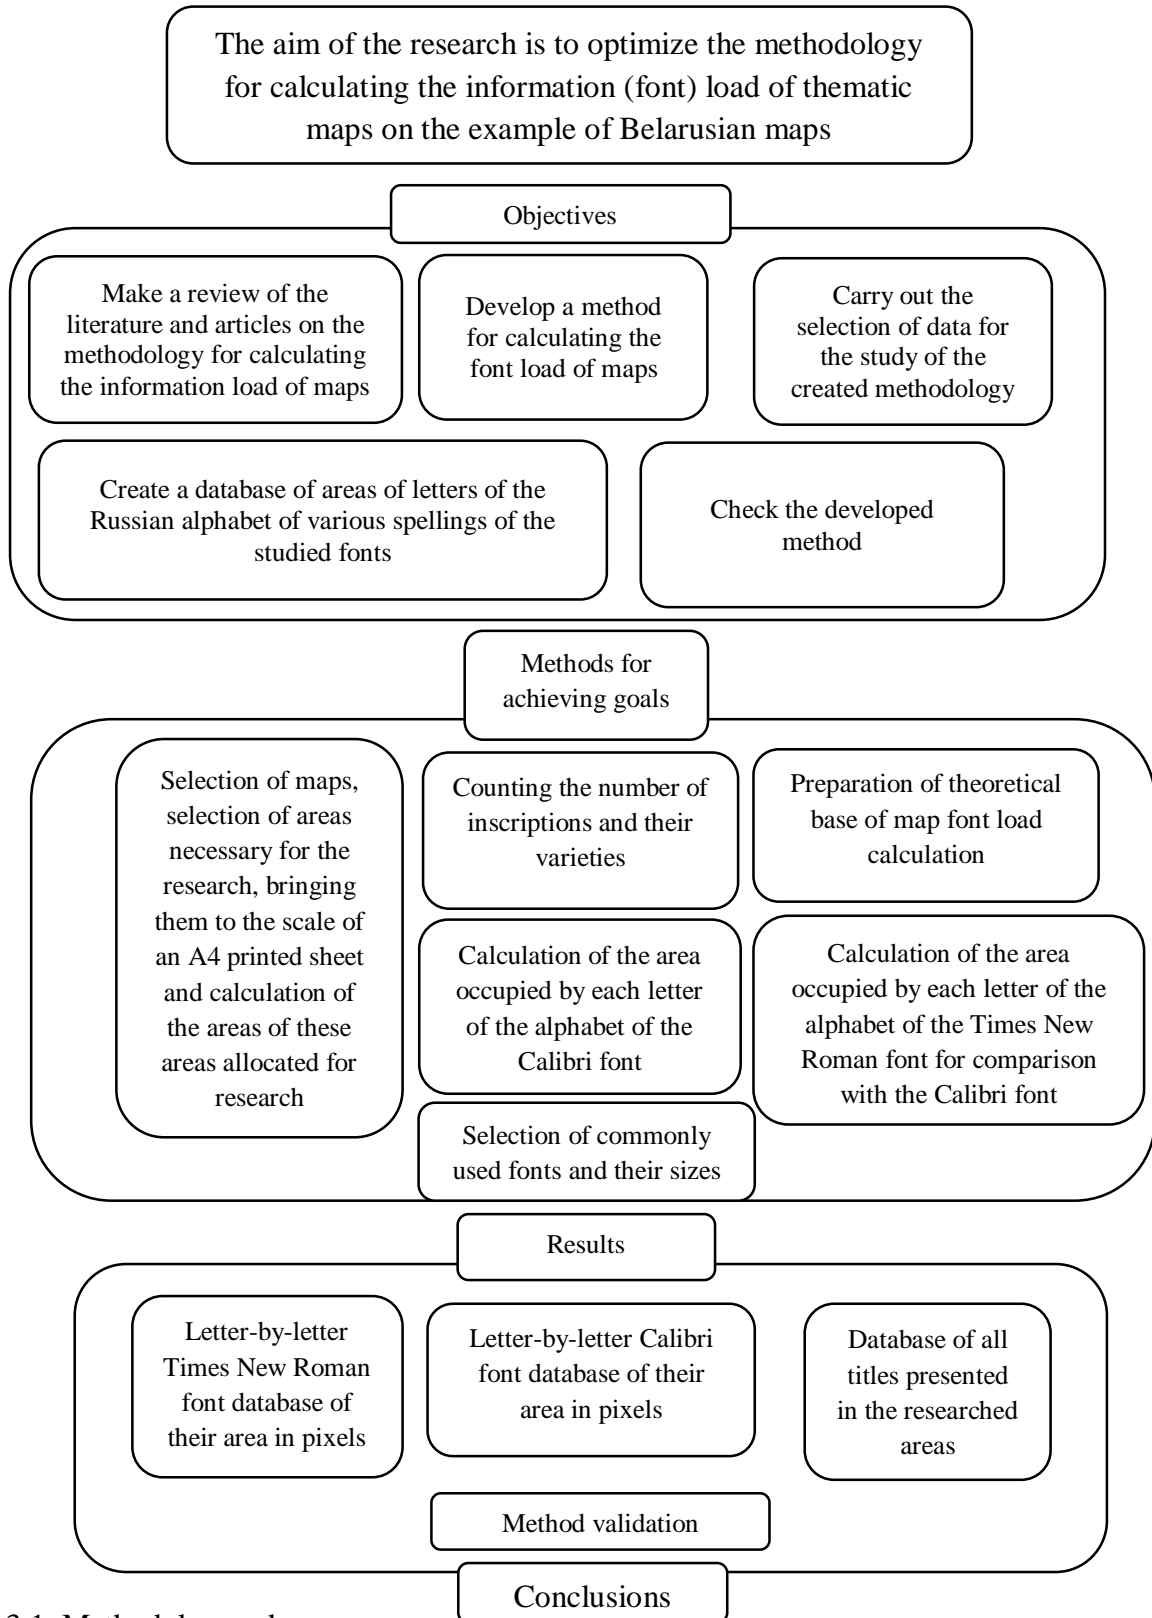 The aim of the research is to optimize the methodology
for calculating the information (font) load of thematic
maps on the example of Belarusian maps
Objectives
Make a review of the
literature and articles on the
methodology for calculating
the information load of maps
Develop a method
for calculating the
font load of maps
Carry out the
selection of data for
the study of the
created methodology
Create a database of areas of letters of the
Russian alphabet of various spellings of the
studied fonts
Check the developed
method
Methods for
achieving goals
Selection of maps,
selection of areas
necessary for the
research, bringing
them to the scale of
an A4 printed sheet
and calculation of
the areas of these
areas allocated for
research
Counting the number of
inscriptions and their
varieties
Preparation of theoretical
base of map font load
calculation
Calculation of the area
occupied by each letter
of the alphabet of the
Calibri font
Calculation of the area
occupied by each letter of the
alphabet of the Times New
Roman font for comparison
with the Calibri font
Selection of commonly
used fonts and their sizes
Results
Letter-by-letter
Times New Roman
font database of
their area in pixels
Letter-by-letter Calibri
font database of their
area in pixels
Database of all
titles presented
in the researched
areas
Method validation
Conclusions